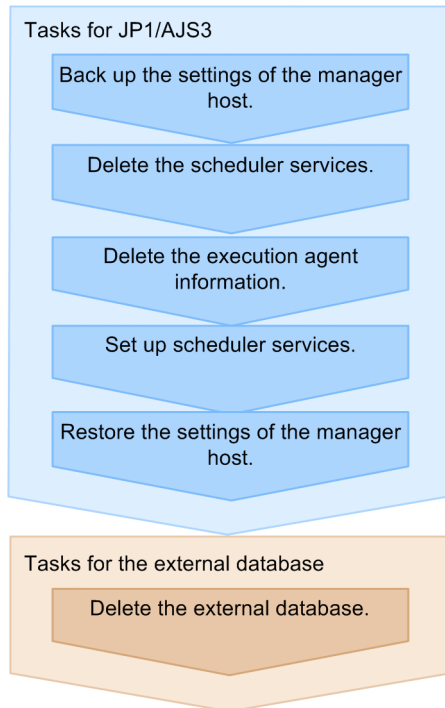 Tasks for JP1/AJS3
Back up the settings of the manager
host.
Delete the scheduler services.
Delete the execution agent
information.
Set up scheduler services.
Restore the settings of the manager
host.
Tasks for the external database
Delete the external database.